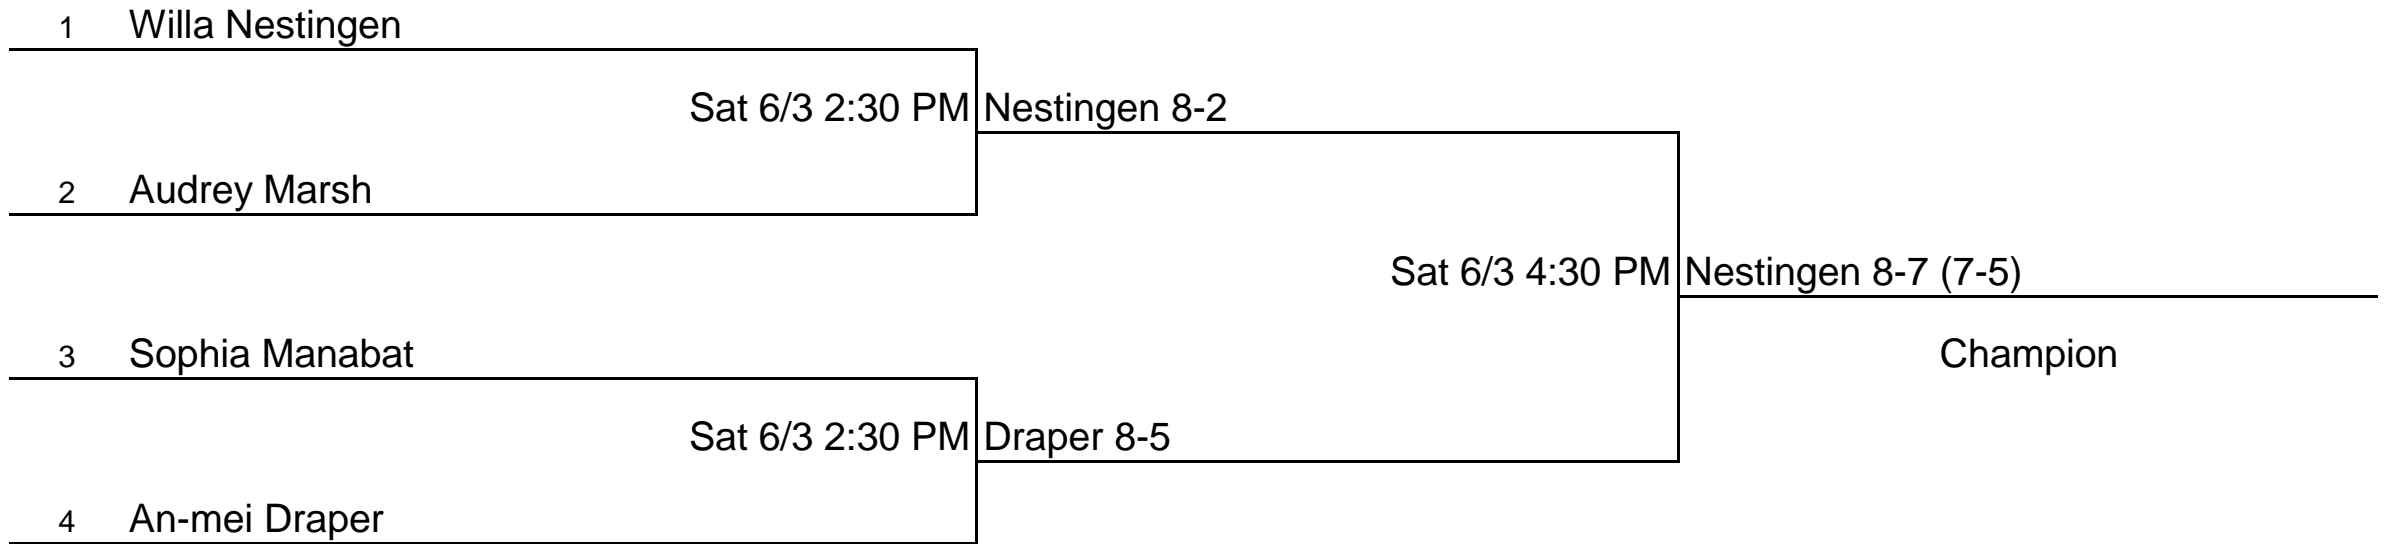 1 Willa Nestingen
Sat 6/3 2:30 PM Nestingen 8-2
2 Audrey Marsh
Sat 6/3 4:30 PM Nestingen 8-7 (7-5)
3 Sophia Manabat
Champion
Sat 6/3 2:30 PM Draper 8-5
4 An-mei Draper